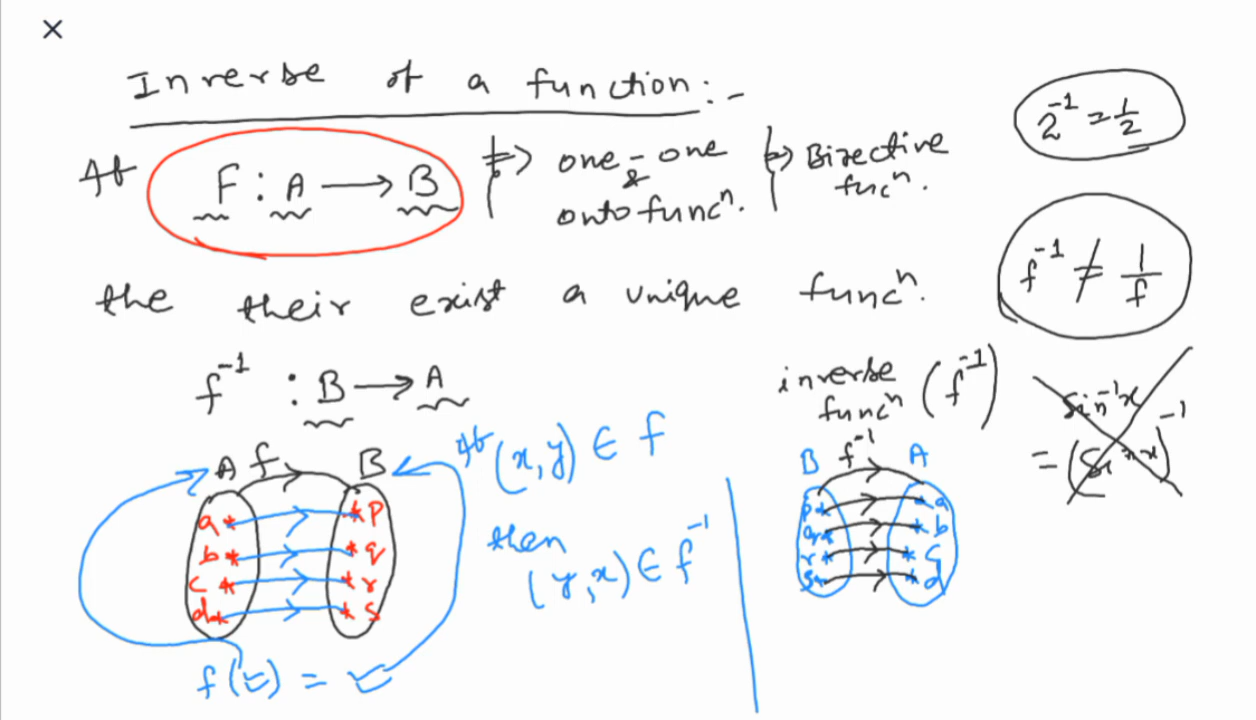 ×
Inverse of a function:-
If F : A → B ⇒ one-one & onto funcⁿ. ⇒ Bijective funcⁿ.
2⁻¹ = 1/2
f⁻¹ ≠ 1/f
the their exist a unique funcⁿ.
f⁻¹ : B → A
inverse funcⁿ (f⁻¹)
sin⁻¹x
= (sin x)⁻¹
A f B
a p
b q
c r
d s
f( ) =
If (x, y) ∈ f
then
(y, x) ∈ f⁻¹
B f⁻¹ A
p a
q b
r c
s d